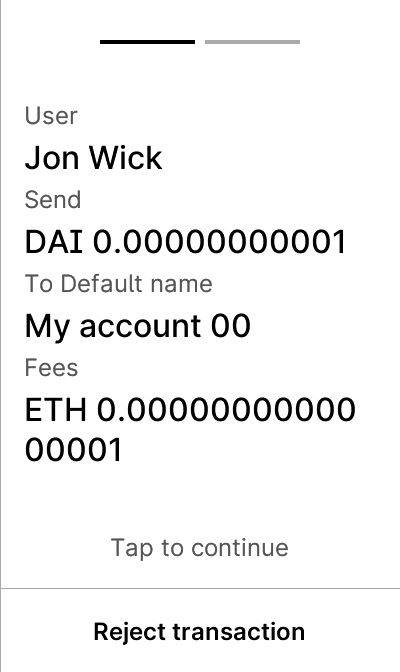 User
Jon Wick
Send
DAI 0.00000000001
To Default name
My account 00
Fees
ETH 0.00000000000
00001
Tap to continue
Reject transaction